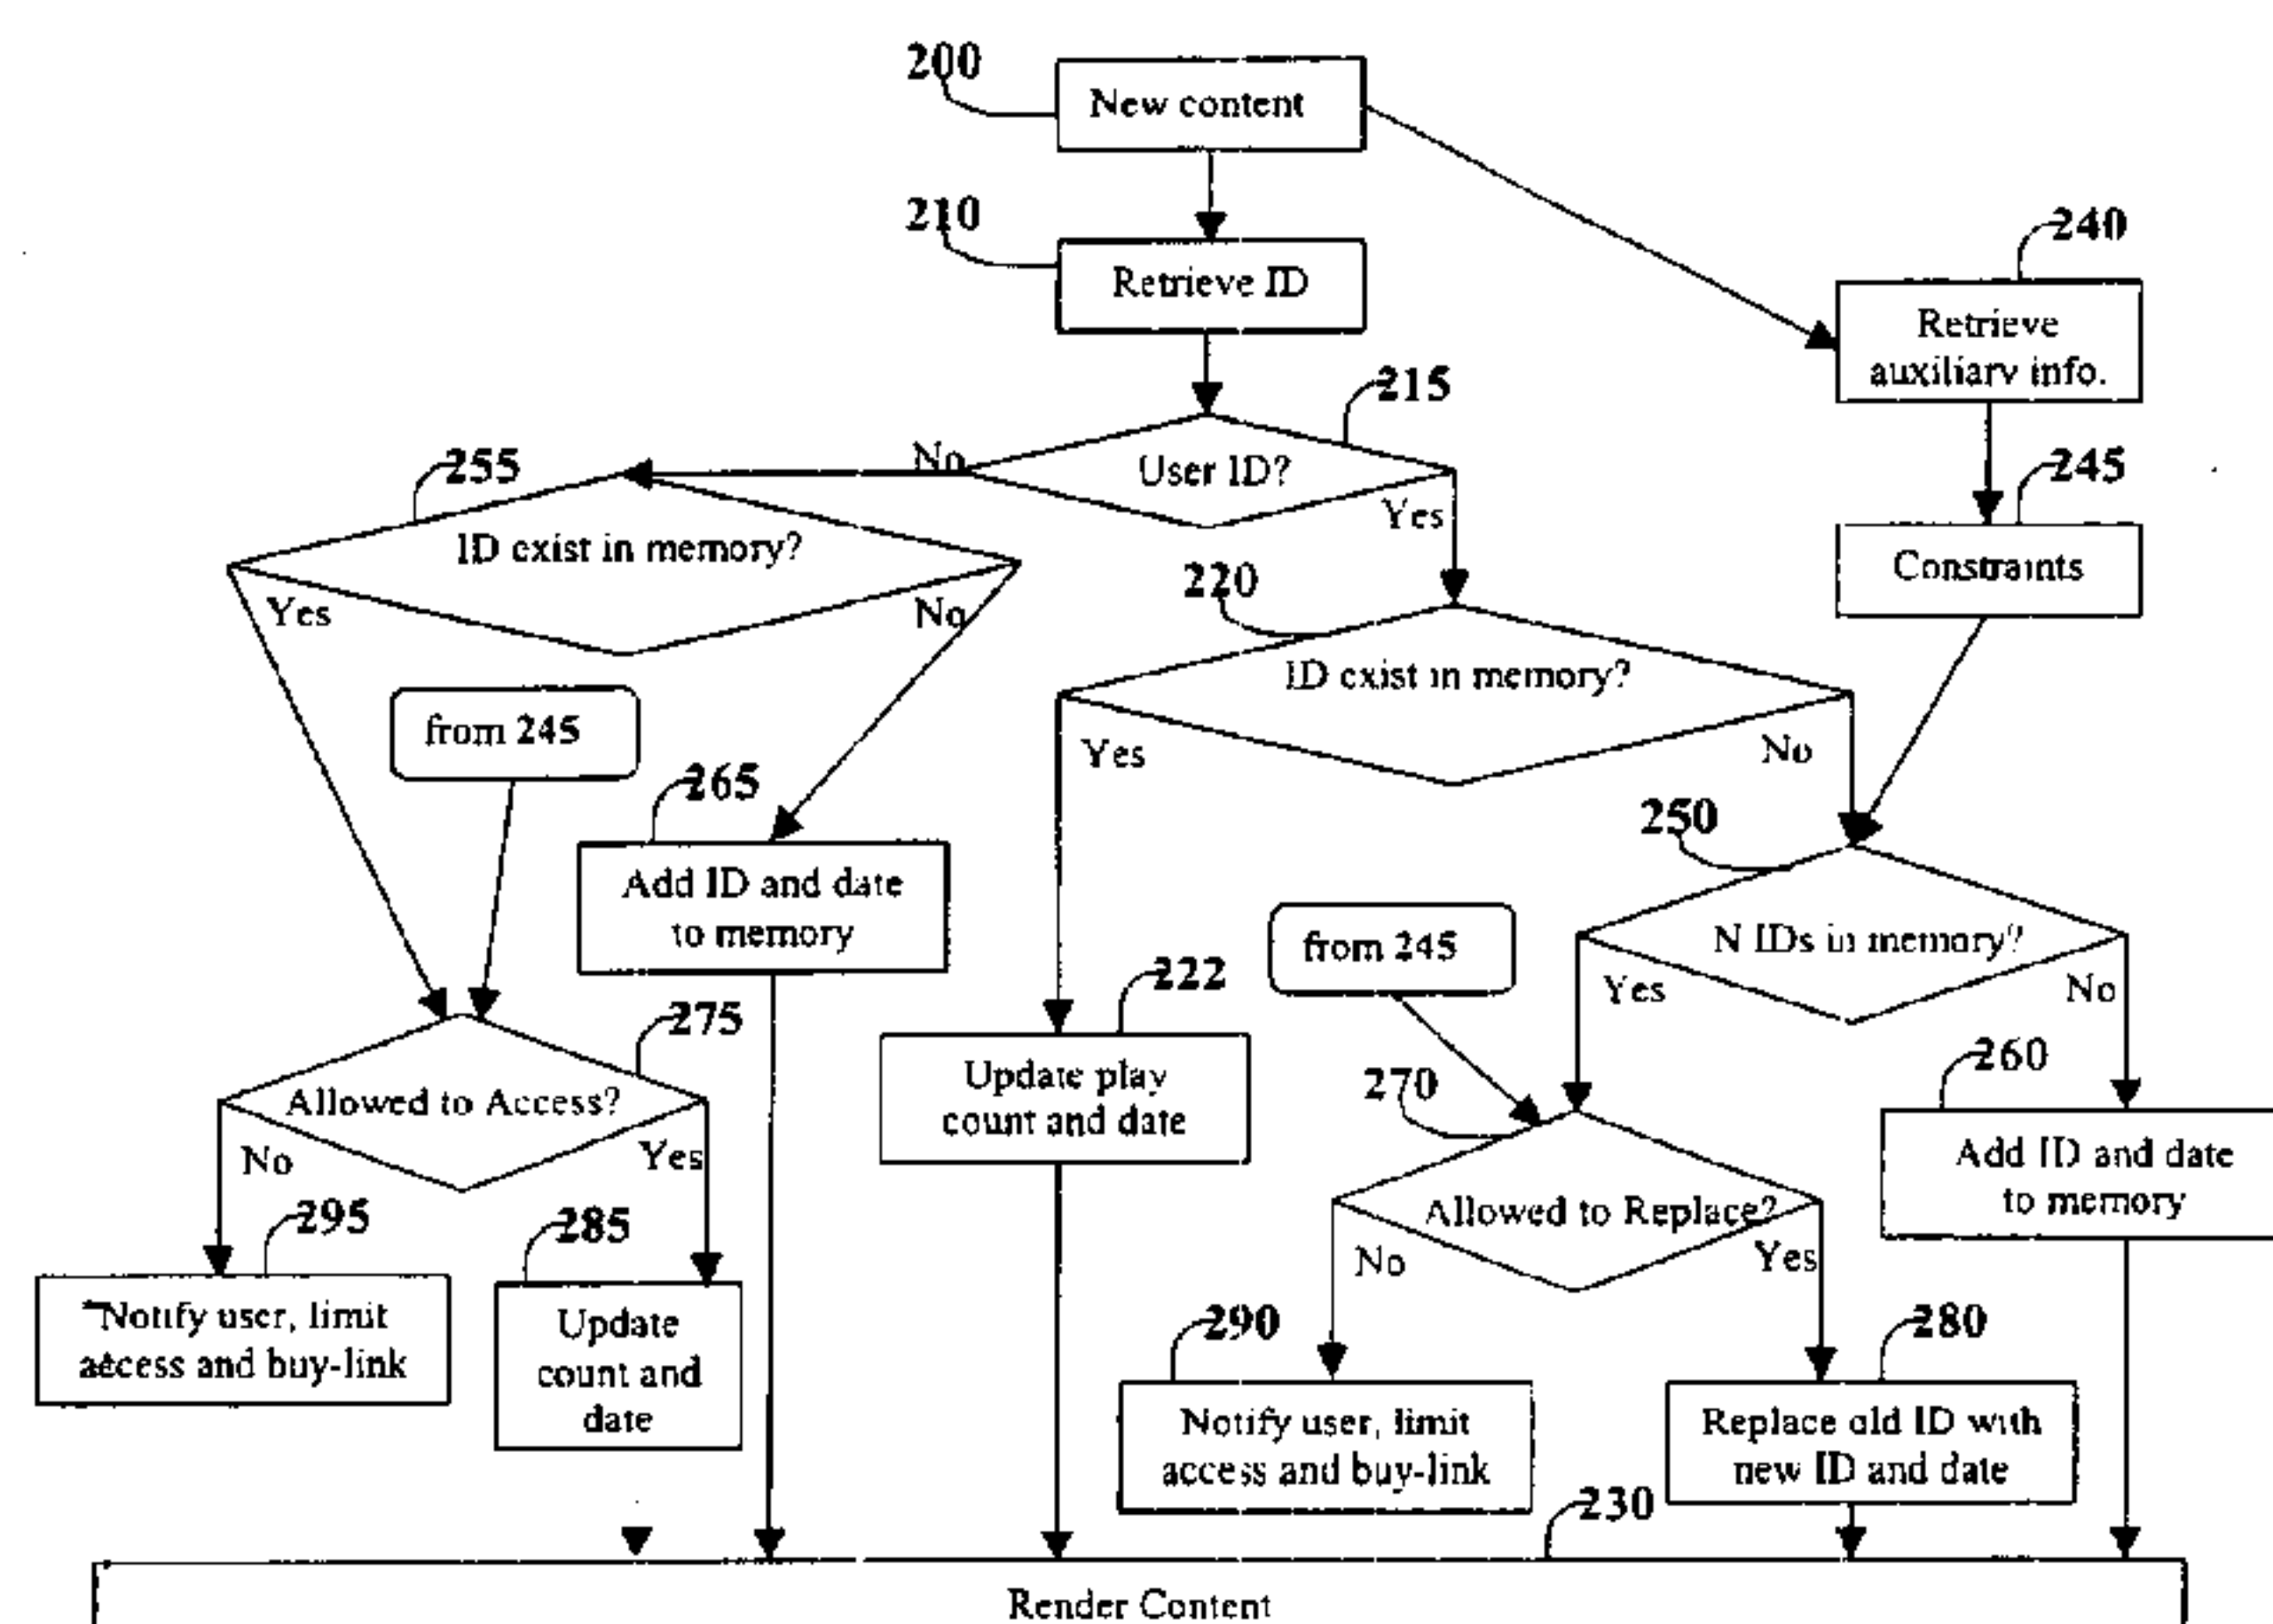 200
New content
210
Retrieve ID
240
Retrieve
auxiliary info.
215
User ID?
No
Yes
255
ID exist in memory?
Yes
No
245
Constraints
220
ID exist in memory?
Yes
No
from 245
265
Add ID and date
to memory
250
N IDs in memory?
Yes
No
from 245
222
Update play
count and date
275
Allowed to Access?
No
Yes
270
Allowed to Replace?
No
Yes
260
Add ID and date
to memory
295
Notify user, limit
access and buy-link
285
Update
count and
date
290
Notify user, limit
access and buy-link
280
Replace old ID with
new ID and date
230
Render Content